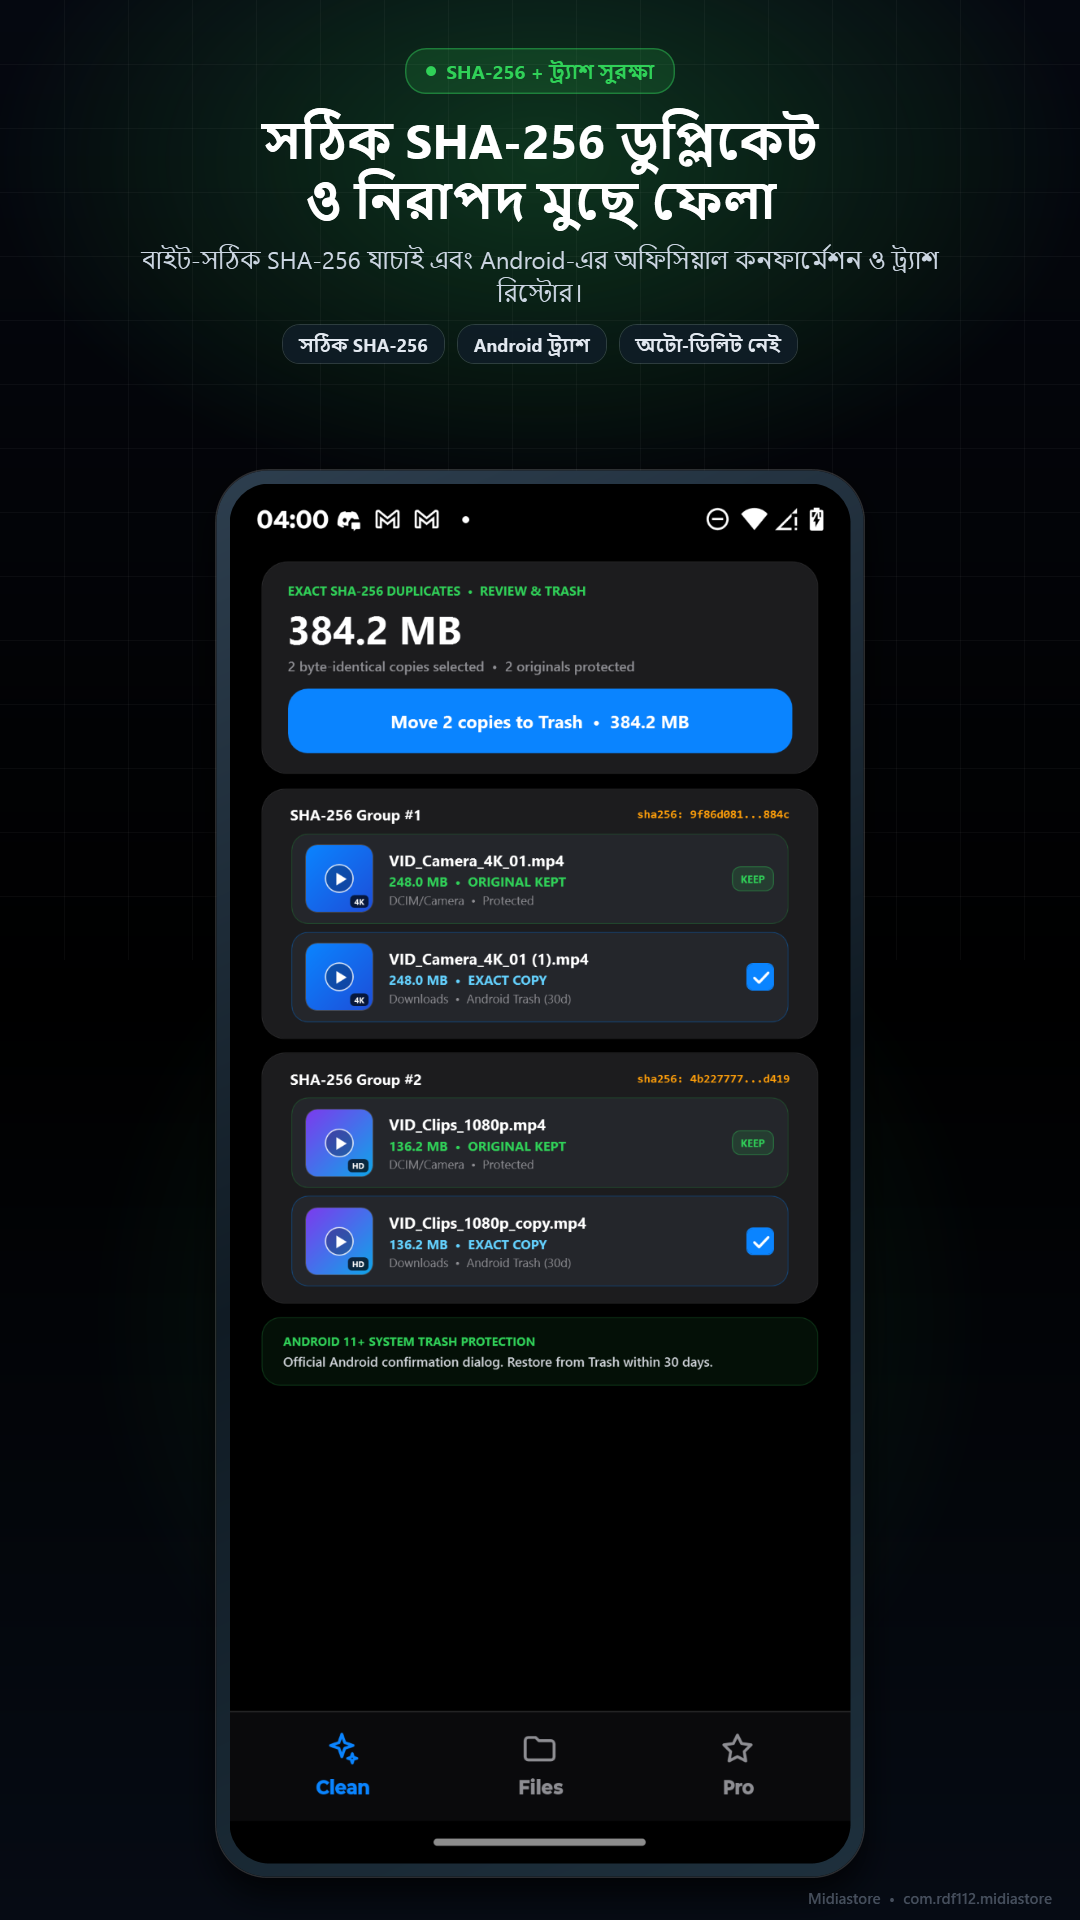 SHA-256 + ট্র্যাশ সুরক্ষা
সঠিক SHA-256 ডুপ্লিকেট
ও নিরাপদ মুছে ফেলা
বাইট-সঠিক SHA-256 যাচাই এবং Android-এর অফিসিয়াল কনফার্মেশন ও ট্র্যাশ
রিস্টোর।
সঠিক SHA-256
Android ট্র্যাশ
অটো-ডিলিট নেই
04:00
EXACT SHA-256 DUPLICATES • REVIEW & TRASH
384.2 MB
2 byte-identical copies selected • 2 originals protected
Move 2 copies to Trash • 384.2 MB
SHA-256 Group #1
sha256: 9f86d081...884c
VID_Camera_4K_01.mp4
248.0 MB • ORIGINAL KEPT
DCIM/Camera • Protected
4K
KEEP
VID_Camera_4K_01 (1).mp4
248.0 MB • EXACT COPY
Downloads • Android Trash (30d)
4K
SHA-256 Group #2
sha256: 4b227777...d419
VID_Clips_1080p.mp4
136.2 MB • ORIGINAL KEPT
DCIM/Camera • Protected
HD
KEEP
VID_Clips_1080p_copy.mp4
136.2 MB • EXACT COPY
Downloads • Android Trash (30d)
HD
ANDROID 11+ SYSTEM TRASH PROTECTION
Official Android confirmation dialog. Restore from Trash within 30 days.
Clean
Files
Pro
Midiastore • com.rdf112.midiastore